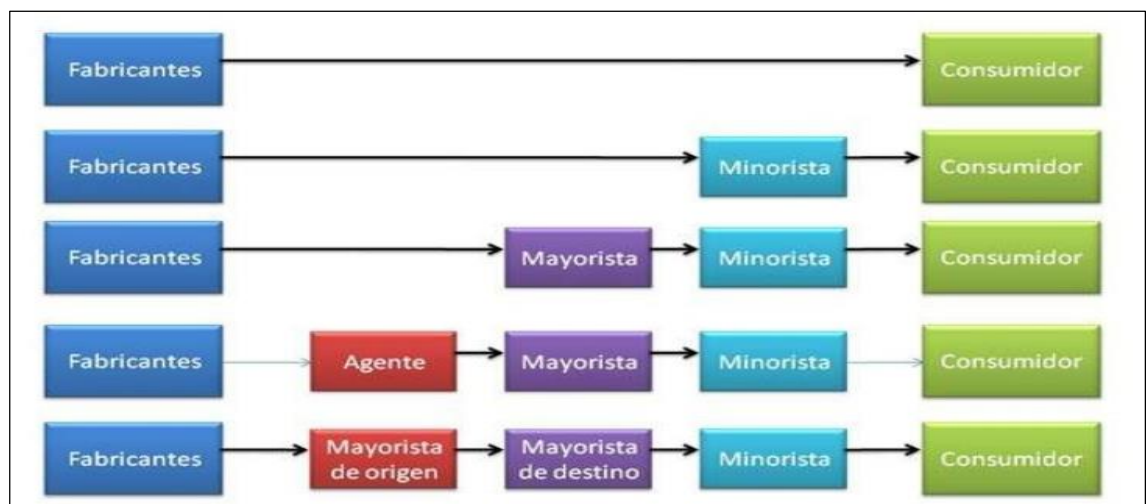 Fabricantes Consumidor
Fabricantes Minorista Consumidor
Fabricantes Mayorista Minorista Consumidor
Fabricantes Agente Mayorista Minorista Consumidor
Fabricantes Mayorista de origen Mayorista de destino Minorista Consumidor